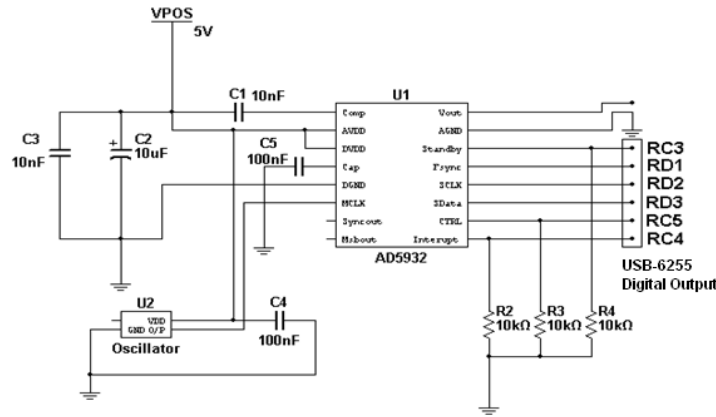 VPOS
5V
C1 10nF
U1
C3
10nF
C2
10uF
+
C5
100nF
Comp
AVDD
DVDD
Cap
DGND
MCLK
Syncout
Msbout
Vout
AGND
Standby
Fsync
SCLK
SData
CTRL
Interupt
AD5932
RC3
RD1
RD2
RD3
RC5
RC4
USB-6255
Digital Output
U2
VDD
GND O/P
Oscillator
C4
100nF
R2
10kΩ
R3
10kΩ
R4
10kΩ